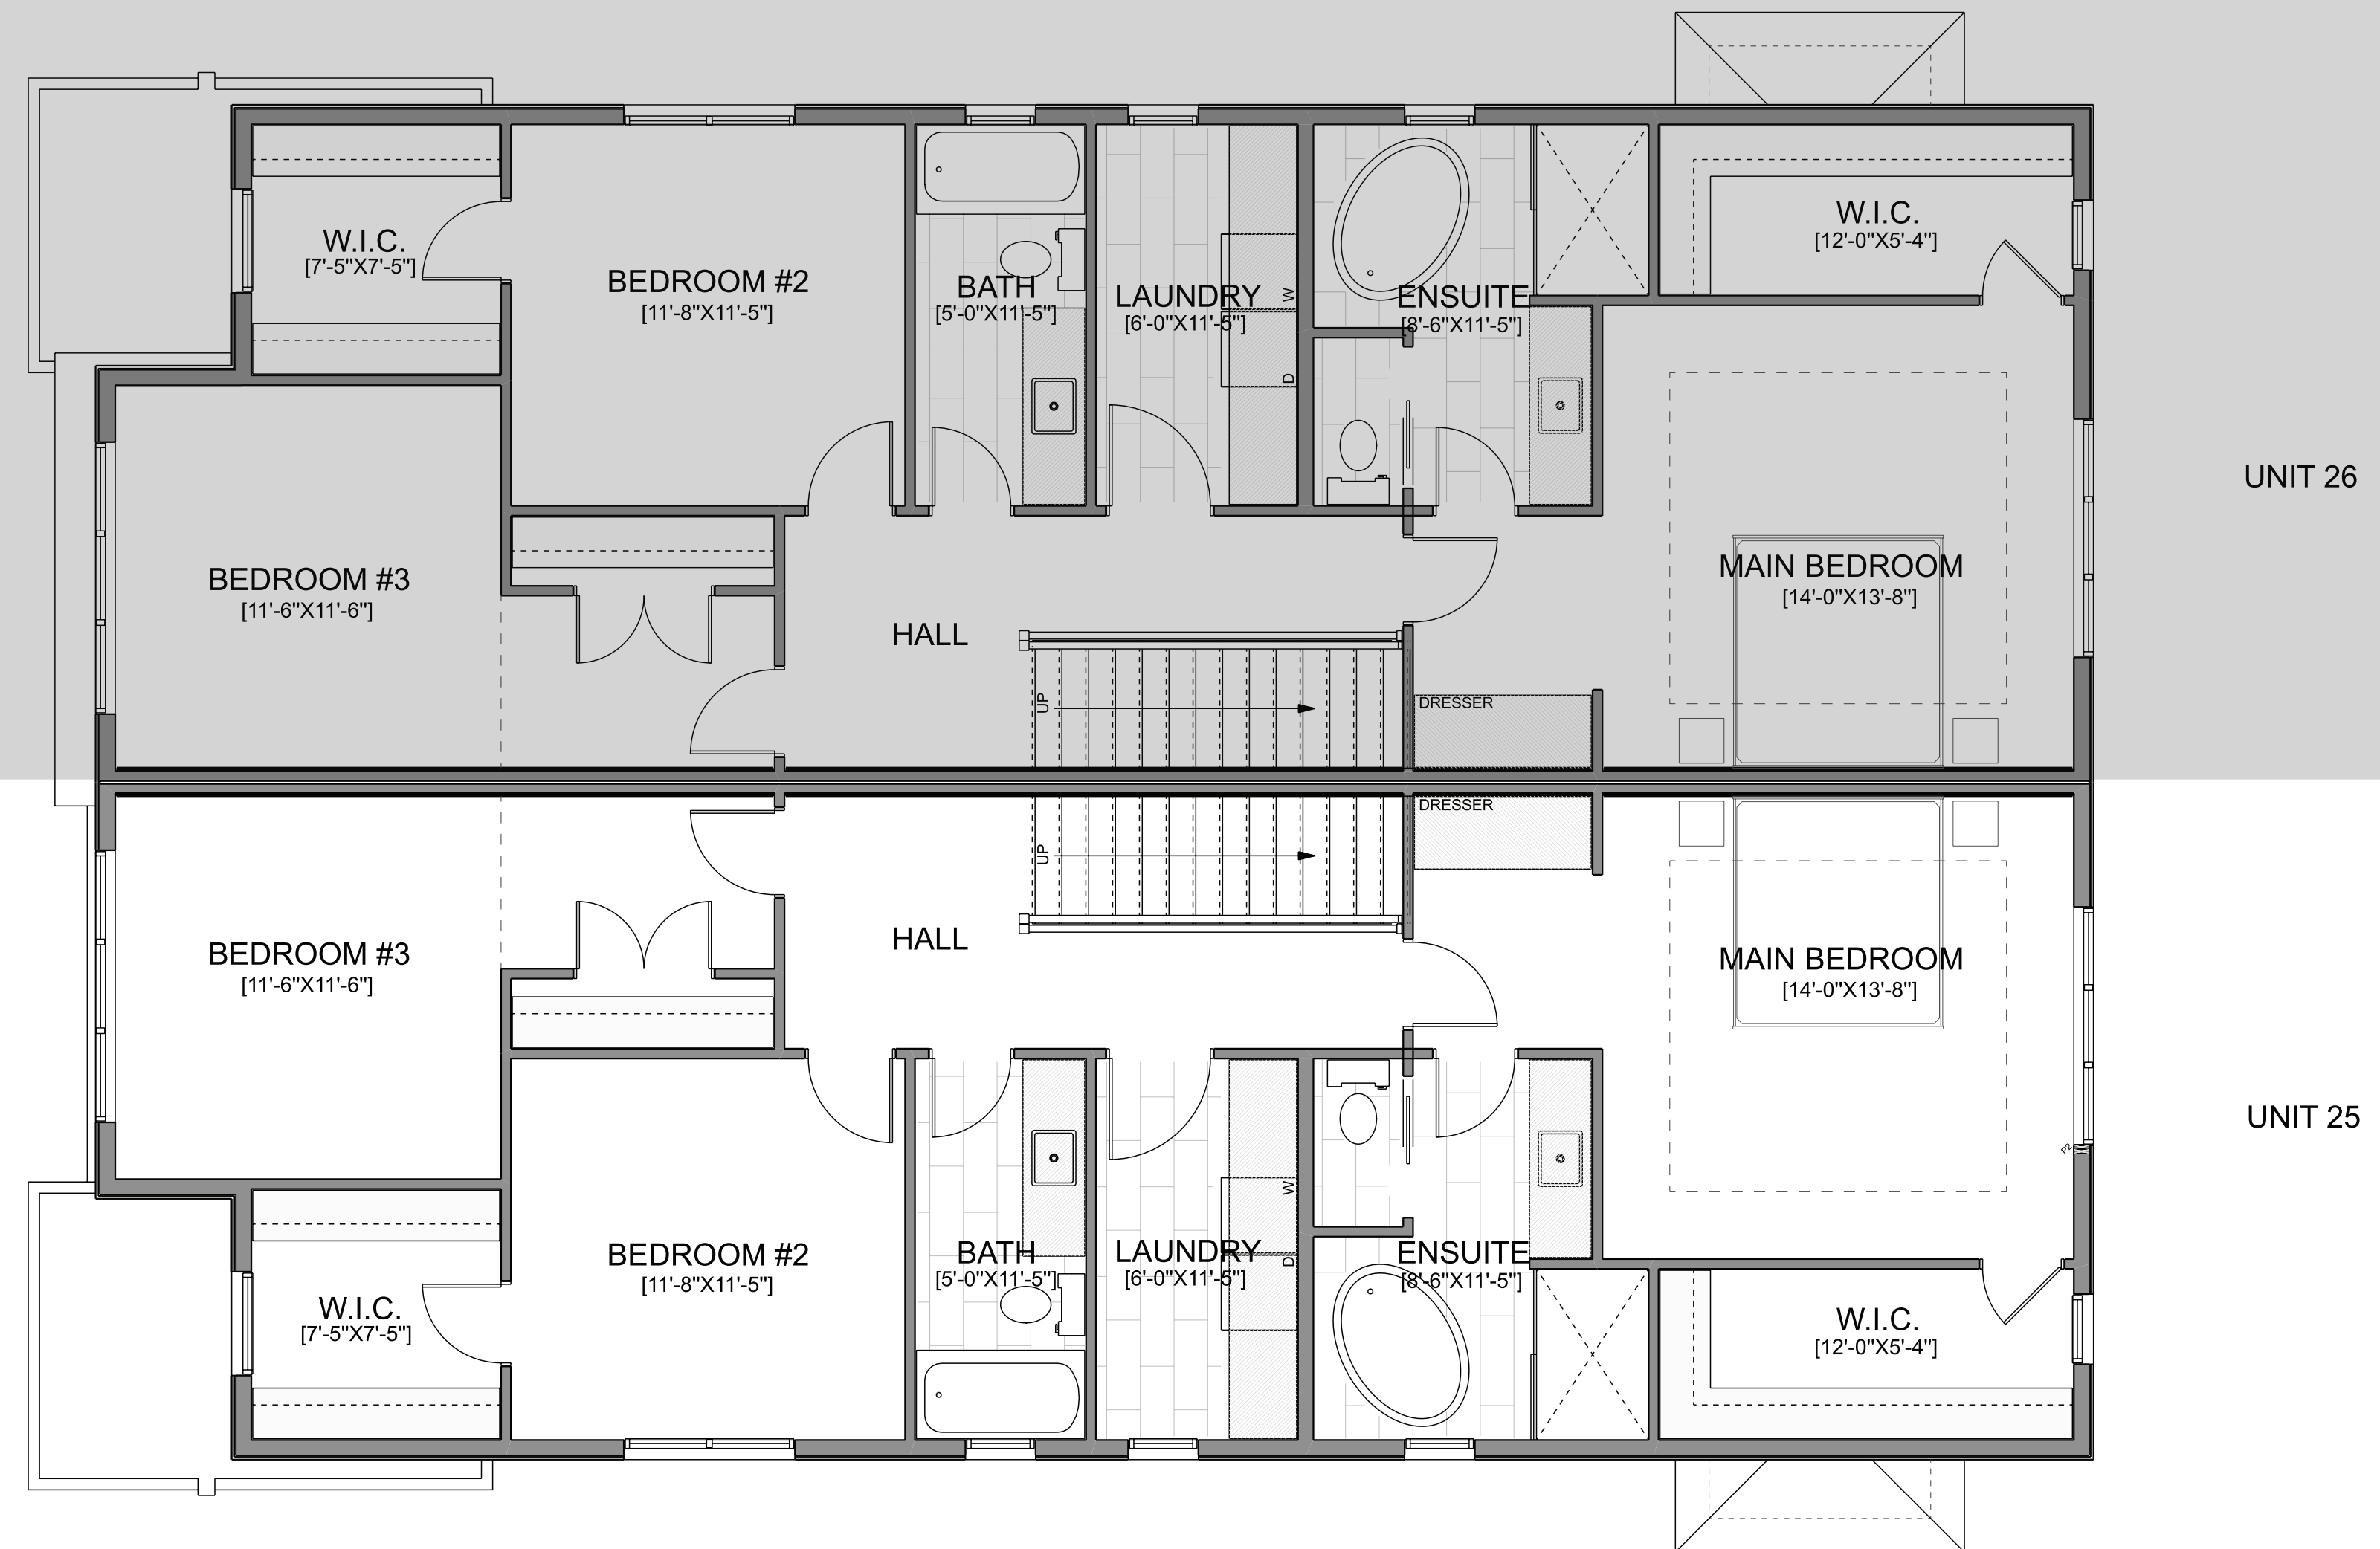 W.I.C.
[7'-5"X7'-5"]
BEDROOM #2
[11'-8"X11'-5"]
BATH
[5'-0"X11'-5"]
LAUNDRY
[6'-0"X11'-5"]
W
D
ENSUITE
[8'-6"X11'-5"]
W.I.C.
[12'-0"X5'-4"]
UNIT 26
BEDROOM #3
[11'-6"X11'-6"]
HALL
UP
DRESSER
MAIN BEDROOM
[14'-0"X13'-8"]
BEDROOM #3
[11'-6"X11'-6"]
HALL
UP
DRESSER
MAIN BEDROOM
[14'-0"X13'-8"]
UNIT 25
P2
W.I.C.
[7'-5"X7'-5"]
BEDROOM #2
[11'-8"X11'-5"]
BATH
[5'-0"X11'-5"]
LAUNDRY
[6'-0"X11'-5"]
W
D
ENSUITE
[8'-6"X11'-5"]
W.I.C.
[12'-0"X5'-4"]